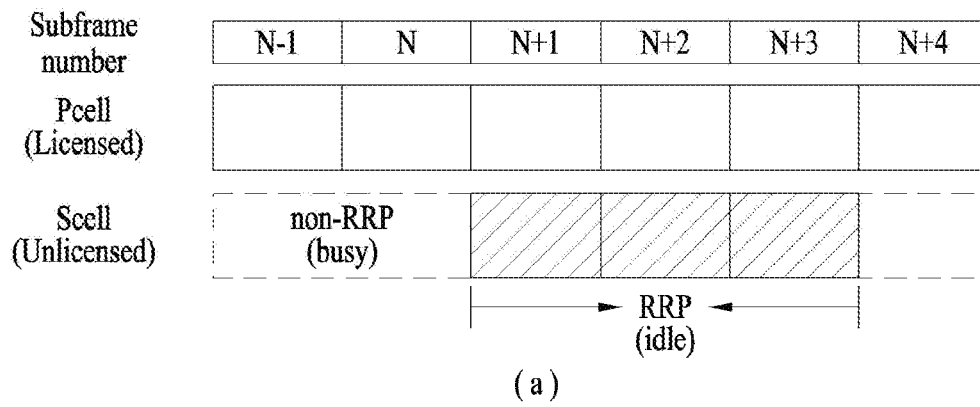 Subframe number
N-1 N N+1 N+2 N+3 N+4
Pcell
(Licensed)
Scell
(Unlicensed)
non-RRP
(busy)
RRP
(idle)
( a )